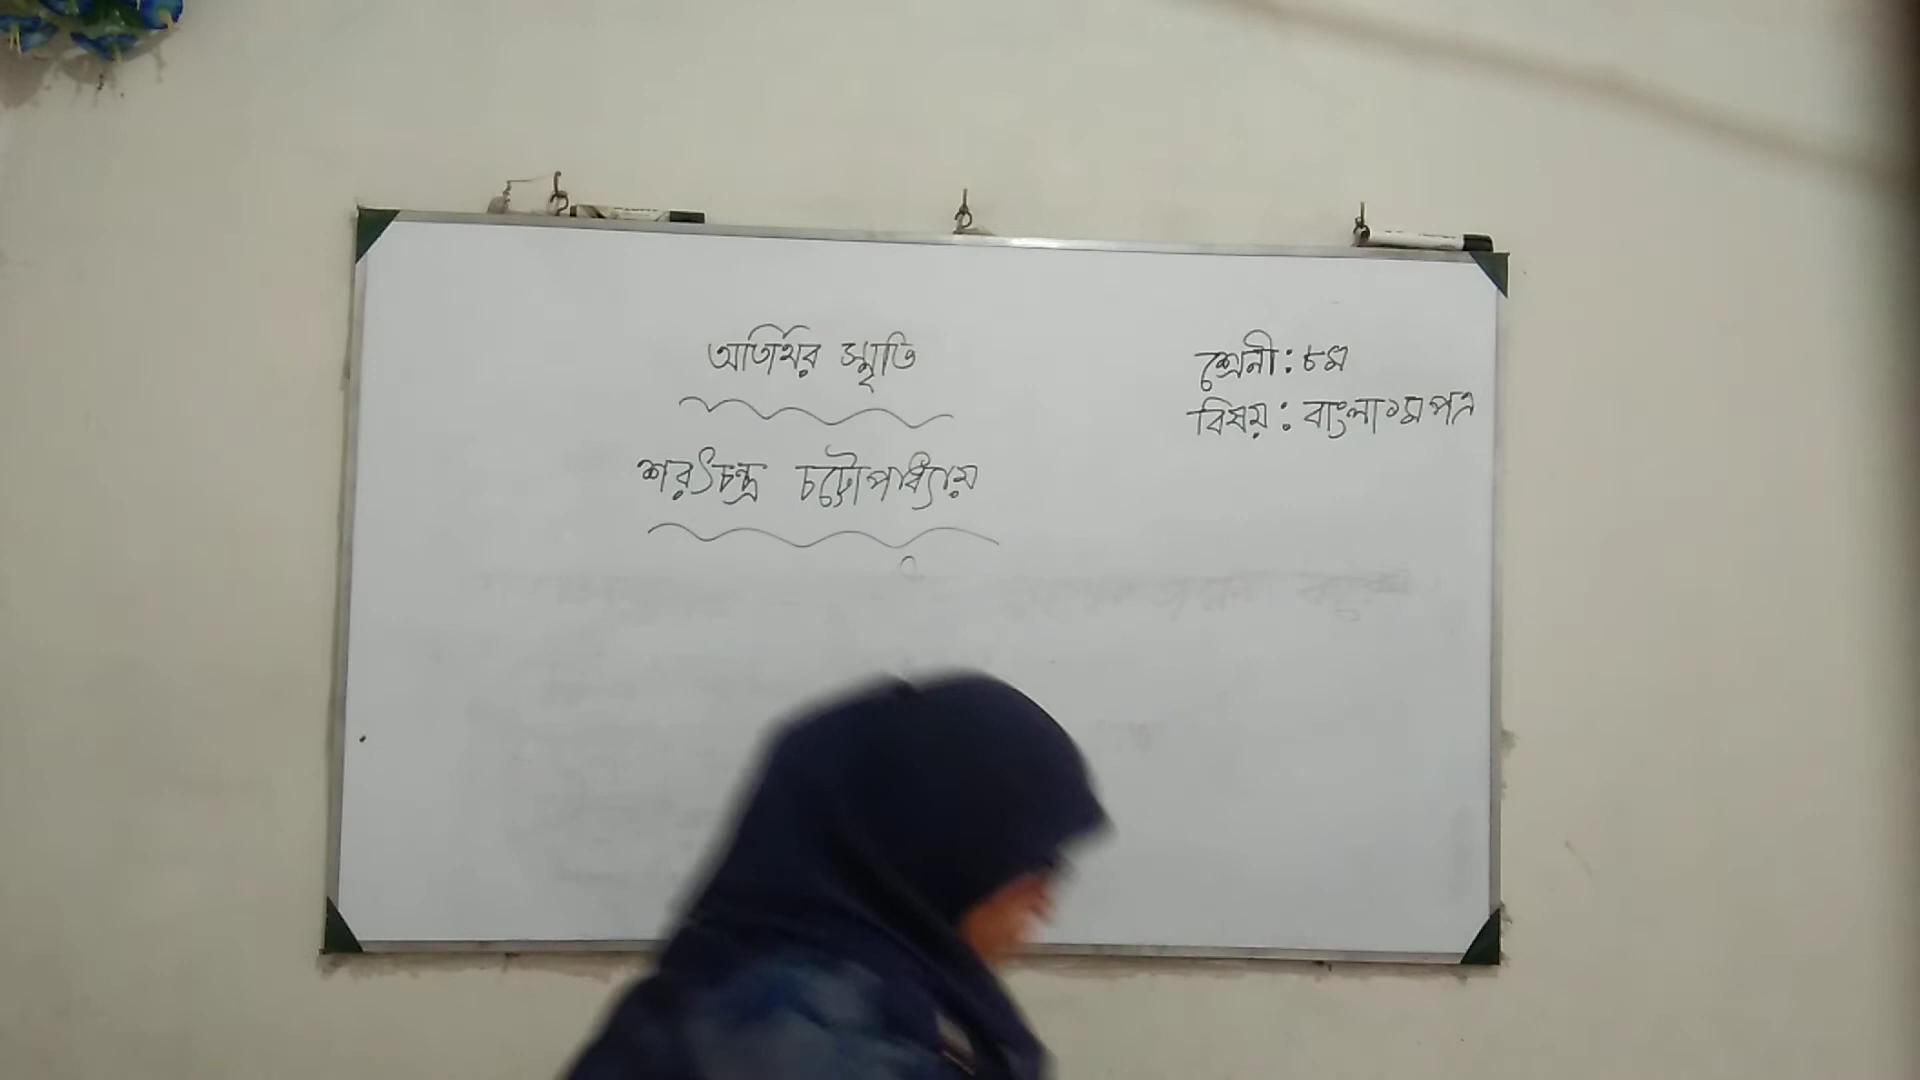 অতিথির স্মৃতি
শরৎচন্দ্র চট্টোপাধ্যায়
শ্রেনী : ৮ম
বিষয় : বাংলা ১ম পত্র